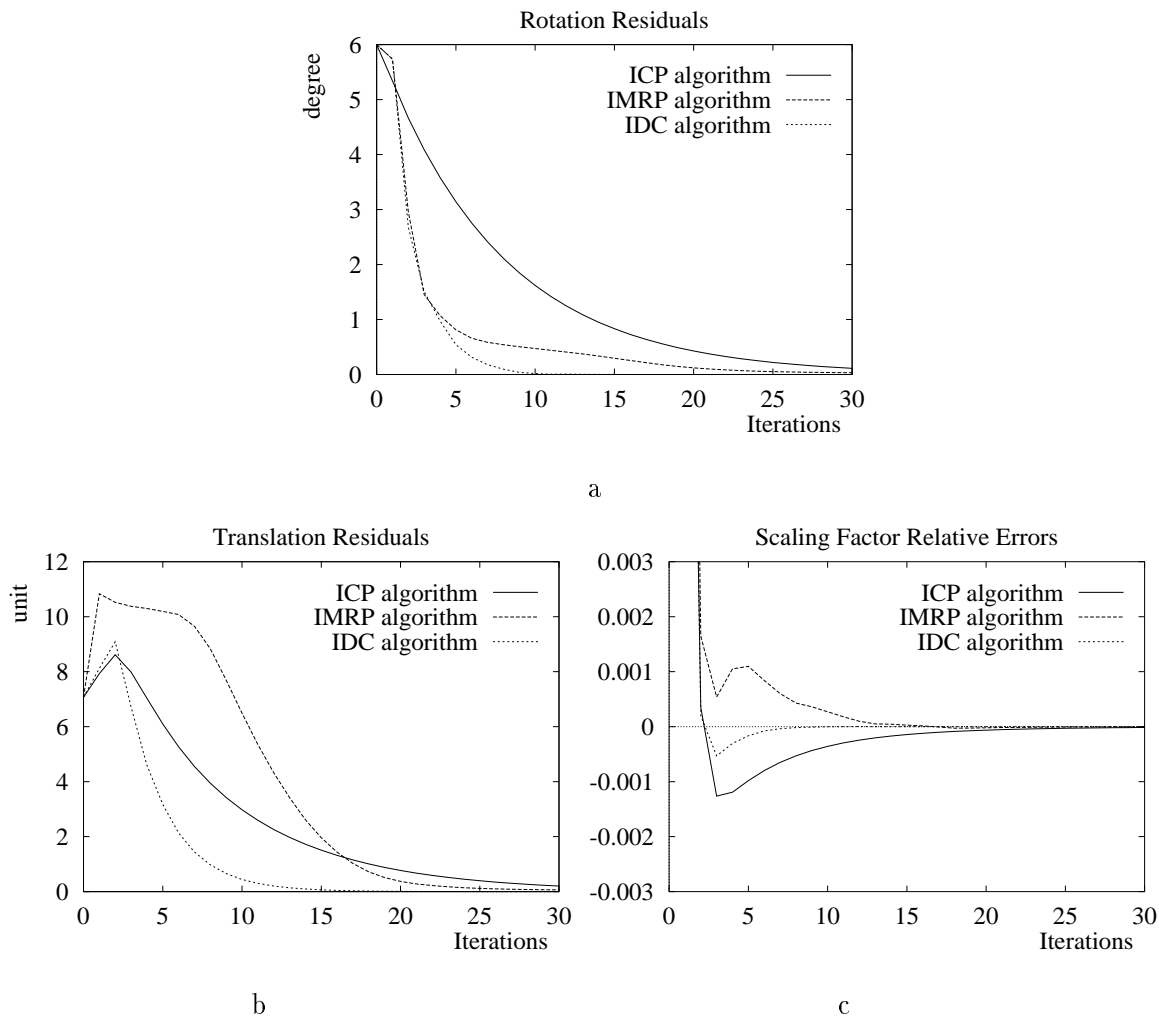 Rotation Residuals
6
5
4
3
2
1
0
degree
ICP algorithm
IMRP algorithm
IDC algorithm
0 5 10 15 20 25 30
Iterations
a
Translation Residuals
12
10
8
6
4
2
0
unit
ICP algorithm
IMRP algorithm
IDC algorithm
0 5 10 15 20 25 30
Iterations
b
Scaling Factor Relative Errors
0.003
0.002
0.001
0
-0.001
-0.002
-0.003
ICP algorithm
IMRP algorithm
IDC algorithm
0 5 10 15 20 25 30
Iterations
c